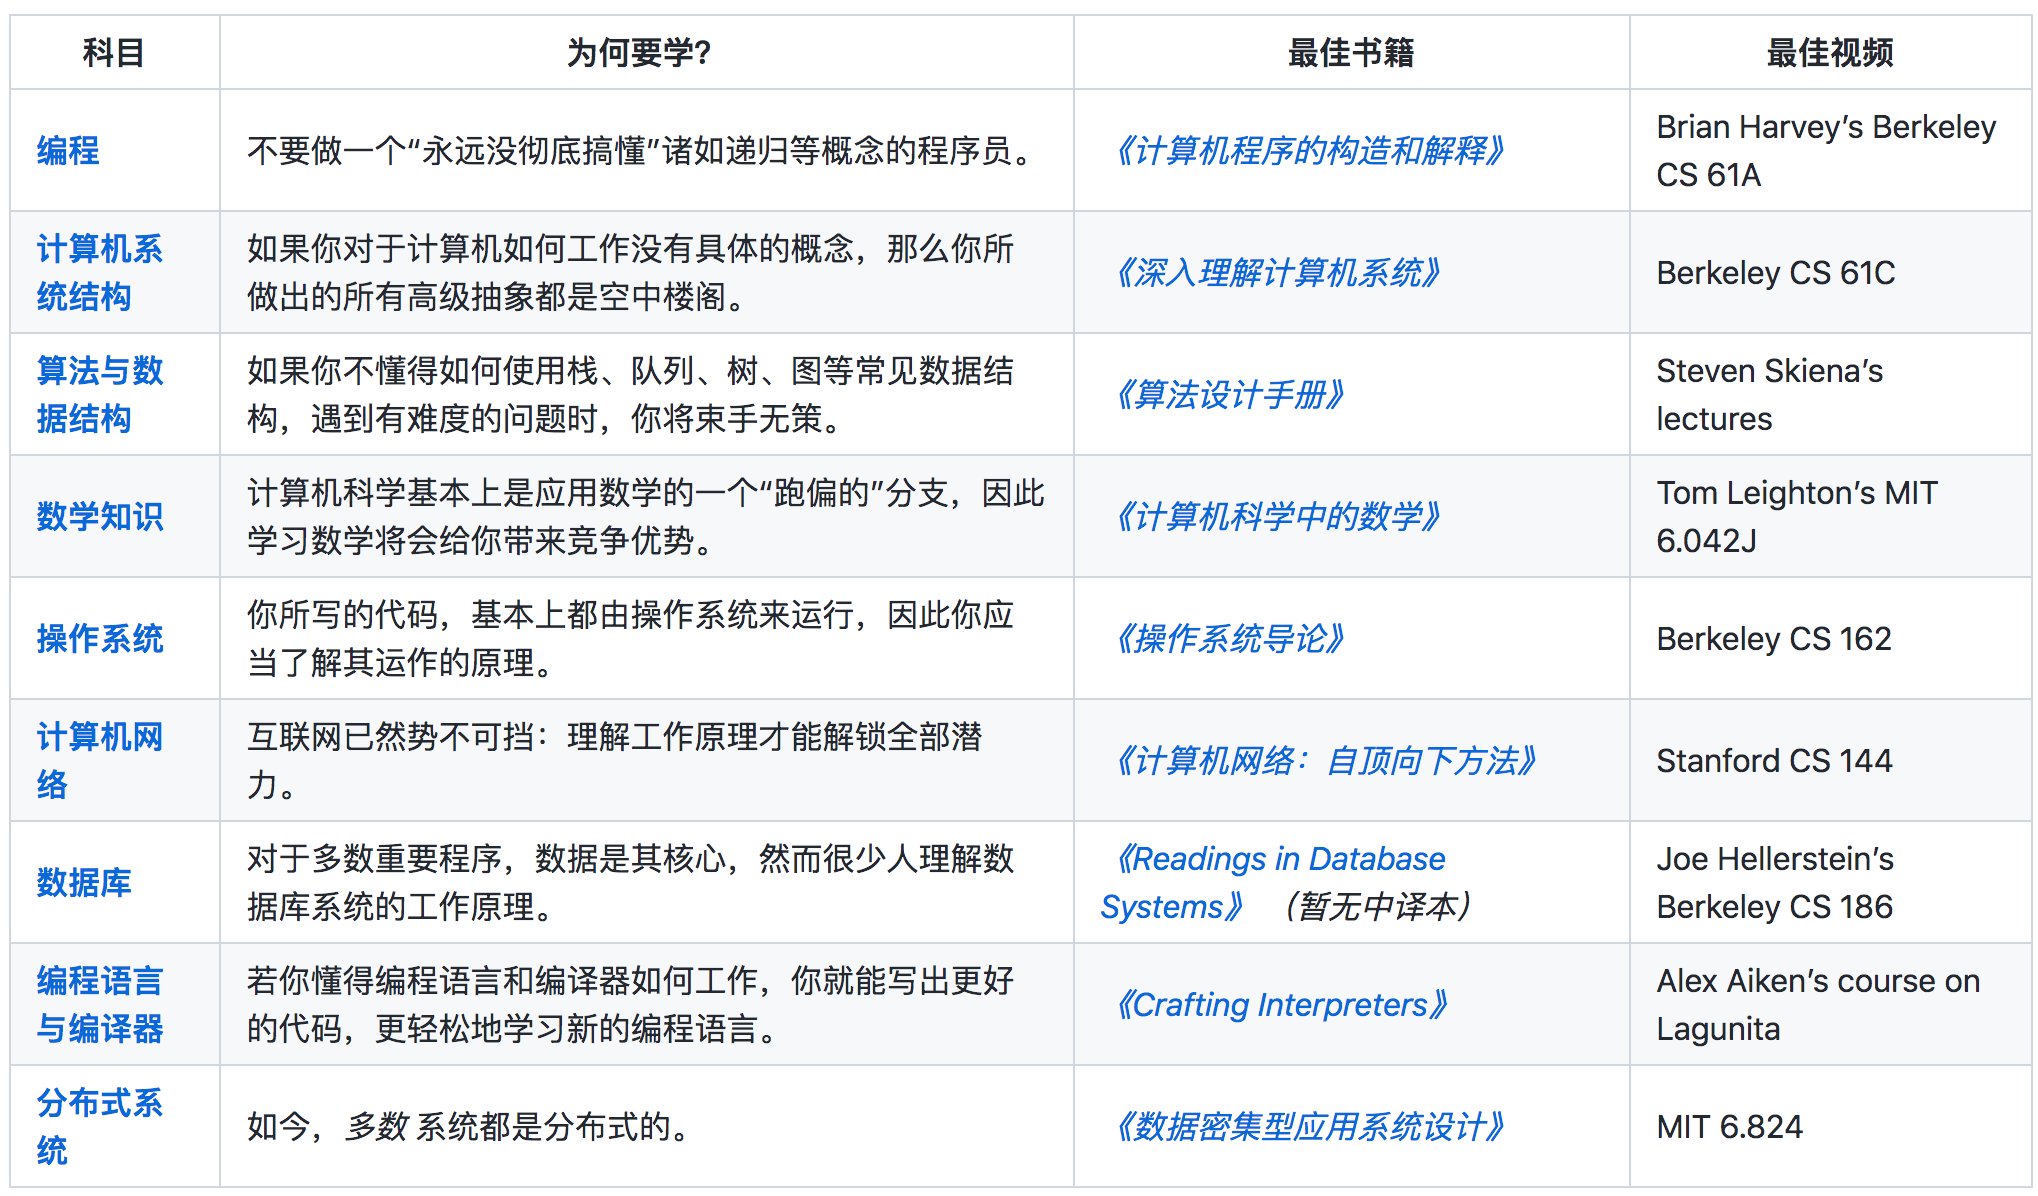 科目
为何要学?
最佳书籍
最佳视频
编程
不要做一个“永远没彻底搞懂”诸如递归等概念的程序员。
《计算机程序的构造和解释》
Brian Harvey’s Berkeley
CS 61A
计算机系
统结构
如果你对于计算机如何工作没有具体的概念，那么你所
做出的所有高级抽象都是空中楼阁。
《深入理解计算机系统》
Berkeley CS 61C
算法与数
据结构
如果你不懂得如何使用栈、队列、树、图等常见数据结
构，遇到有难度的问题时，你将束手无策。
《算法设计手册》
Steven Skiena’s
lectures
数学知识
计算机科学基本上是应用数学的一个“跑偏的”分支，因此
学习数学将会给你带来竞争优势。
《计算机科学中的数学》
Tom Leighton’s MIT
6.042J
操作系统
你所写的代码，基本上都由操作系统来运行，因此你应
当了解其运作的原理。
《操作系统导论》
Berkeley CS 162
计算机网
络
互联网已然势不可挡：理解工作原理才能解锁全部潜
力。
《计算机网络：自顶向下方法》
Stanford CS 144
数据库
对于多数重要程序，数据是其核心，然而很少人理解数
据库系统的工作原理。
《Readings in Database
Systems》 （暂无中译本）
Joe Hellerstein’s
Berkeley CS 186
编程语言
与编译器
若你懂得编程语言和编译器如何工作，你就能写出更好
的代码，更轻松地学习新的编程语言。
《Crafting Interpreters》
Alex Aiken’s course on
Lagunita
分布式系
统
如今，多数 系统都是分布式的。
《数据密集型应用系统设计》
MIT 6.824